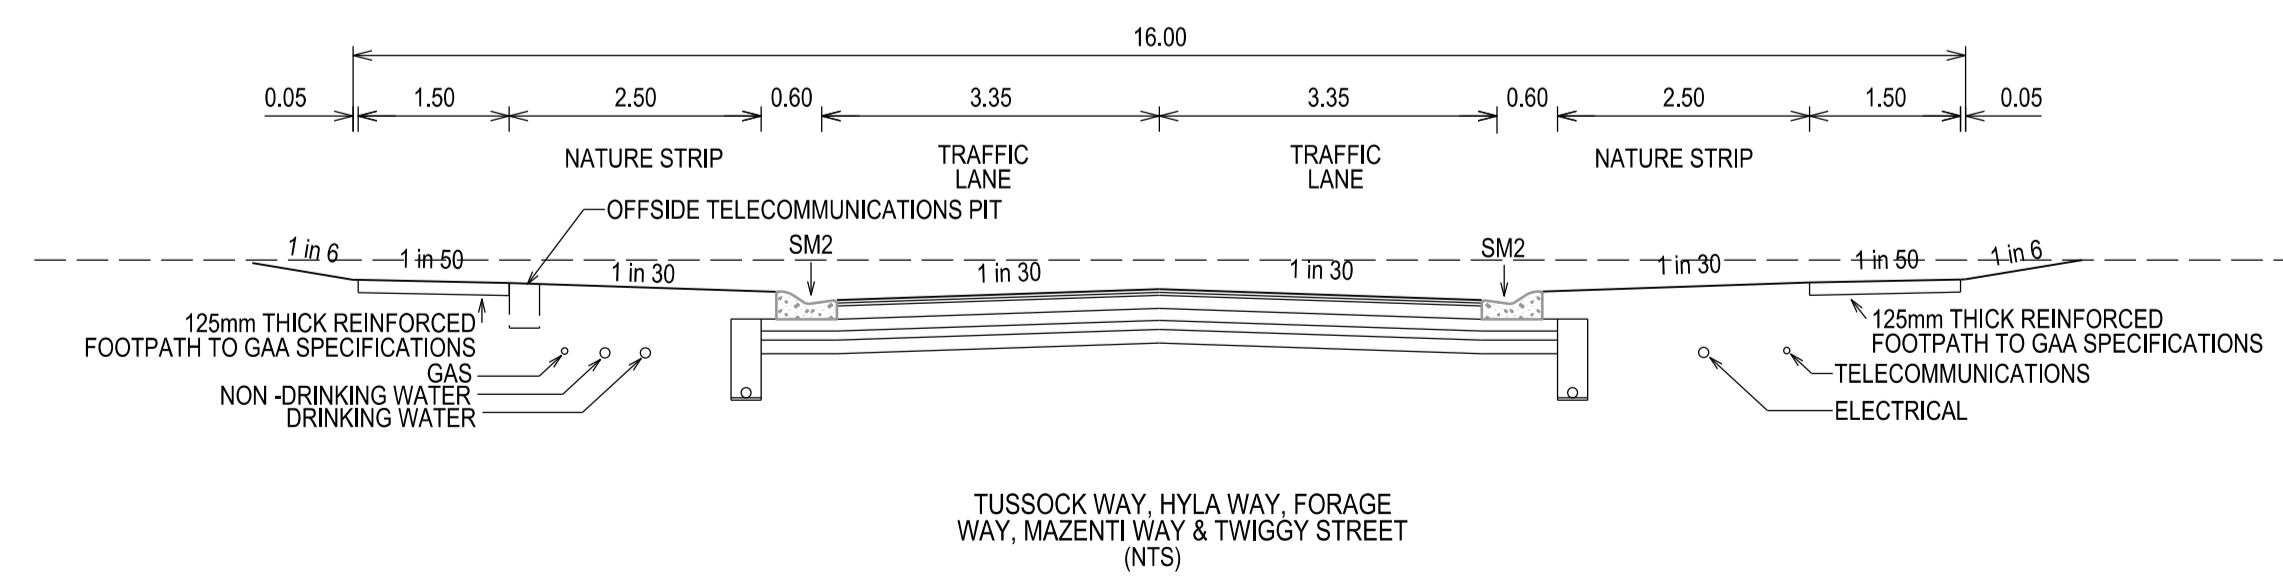 16.00
0.05 1.50 2.50 0.60 3.35 3.35 0.60 2.50 1.50 0.05
NATURE STRIP
TRAFFIC
LANE
TRAFFIC
LANE
NATURE STRIP
OFFSIDE TELECOMMUNICATIONS PIT
SM2
SM2
1 in 6 1 in 50 1 in 30 1 in 30 1 in 30 1 in 30 1 in 50 1 in 6
125mm THICK REINFORCED
FOOTPATH TO GAA SPECIFICATIONS
GAS
NON -DRINKING WATER
DRINKING WATER
125mm THICK REINFORCED
FOOTPATH TO GAA SPECIFICATIONS
TELECOMMUNICATIONS
ELECTRICAL
TUSSOCK WAY, HYLA WAY, FORAGE
WAY, MAZENTI WAY & TWIGGY STREET
(NTS)